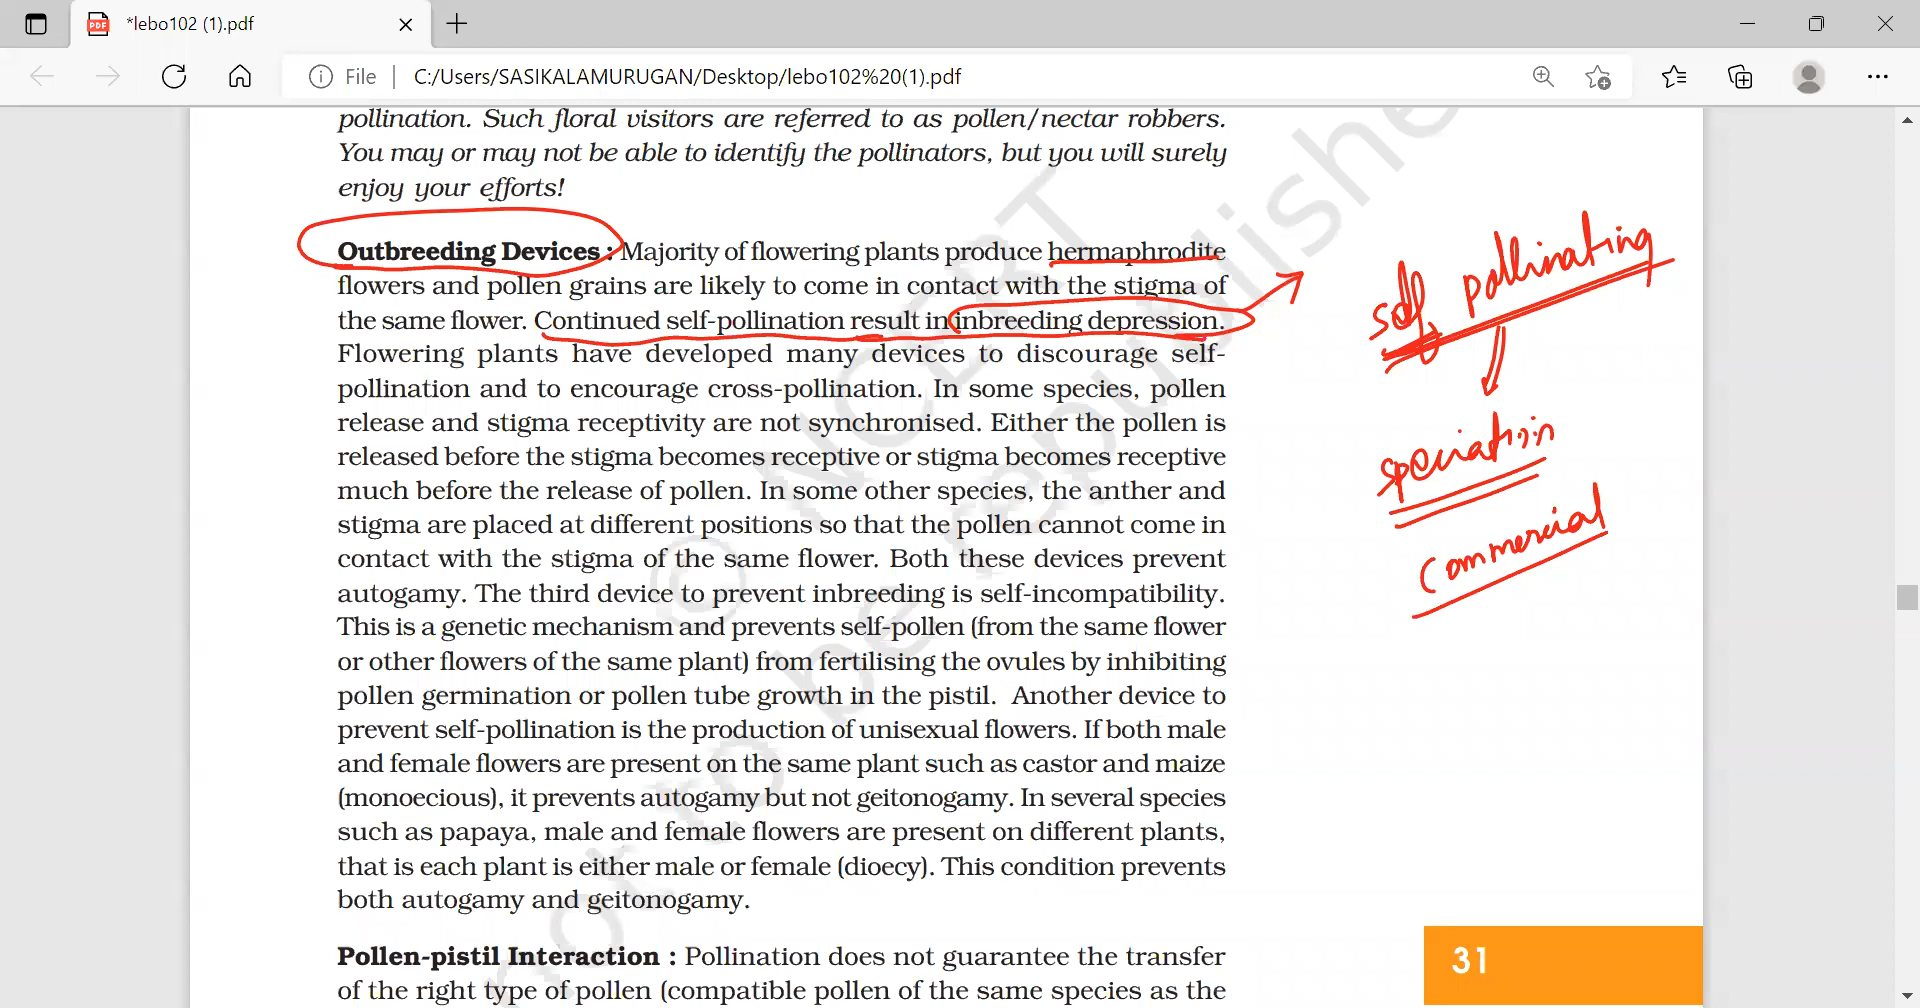 *lebo102 (1).pdf
File | C:/Users/SASIKALAMURUGAN/Desktop/lebo102%20(1).pdf
pollination. Such floral visitors are referred to as pollen/nectar robbers.
You may or may not be able to identify the pollinators, but you will surely
enjoy your efforts!
Outbreeding Devices : Majority of flowering plants produce hermaphrodite
flowers and pollen grains are likely to come in contact with the stigma of
the same flower. Continued self-pollination result in inbreeding depression.
Flowering plants have developed many devices to discourage self-
pollination and to encourage cross-pollination. In some species, pollen
release and stigma receptivity are not synchronised. Either the pollen is
released before the stigma becomes receptive or stigma becomes receptive
much before the release of pollen. In some other species, the anther and
stigma are placed at different positions so that the pollen cannot come in
contact with the stigma of the same flower. Both these devices prevent
autogamy. The third device to prevent inbreeding is self-incompatibility.
This is a genetic mechanism and prevents self-pollen (from the same flower
or other flowers of the same plant) from fertilising the ovules by inhibiting
pollen germination or pollen tube growth in the pistil. Another device to
prevent self-pollination is the production of unisexual flowers. If both male
and female flowers are present on the same plant such as castor and maize
(monoecious), it prevents autogamy but not geitonogamy. In several species
such as papaya, male and female flowers are present on different plants,
that is each plant is either male or female (dioecy). This condition prevents
both autogamy and geitonogamy.
Pollen-pistil Interaction : Pollination does not guarantee the transfer
of the right type of pollen (compatible pollen of the same species as the
self pollinating
speciation
commercial
31
© NCERT
not to be republishe